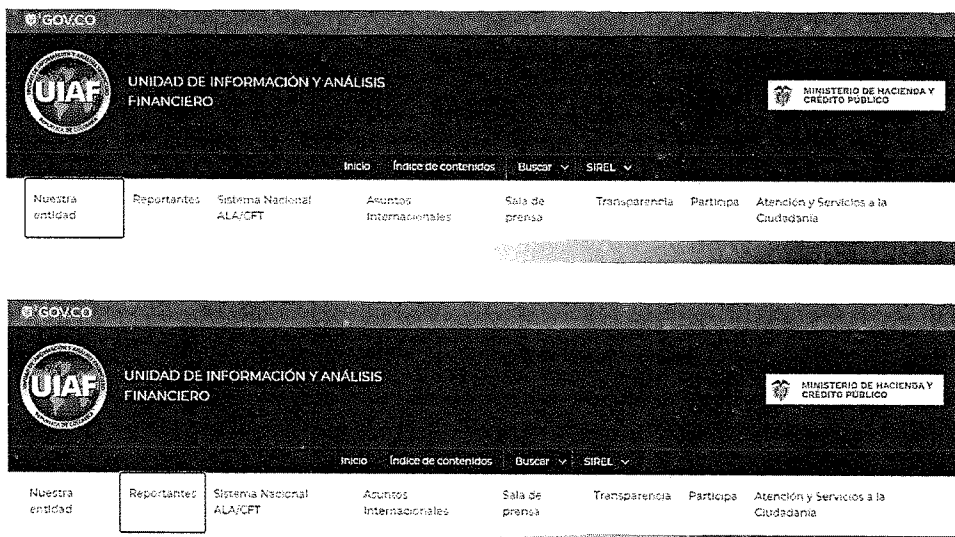 GOV.CO
UIAF
UNIDAD DE INFORMACIÓN Y ANÁLISIS
FINANCIERO
MINISTERIO DE HACIENDA Y
CRÉDITO PÚBLICO
Inicio Índice de contenidos Buscar SIREL
Nuestra entidad Reportantes Sistema Nacional ALA/CFT Asuntos Internacionales Sala de prensa Transparencia Participa Atención y Servicios a la Ciudadanía
GOV.CO
UIAF
UNIDAD DE INFORMACIÓN Y ANÁLISIS
FINANCIERO
MINISTERIO DE HACIENDA Y
CRÉDITO PÚBLICO
Inicio Índice de contenidos Buscar SIREL
Nuestra entidad Reportantes Sistema Nacional ALA/CFT Asuntos Internacionales Sala de prensa Transparencia Participa Atención y Servicios a la Ciudadanía